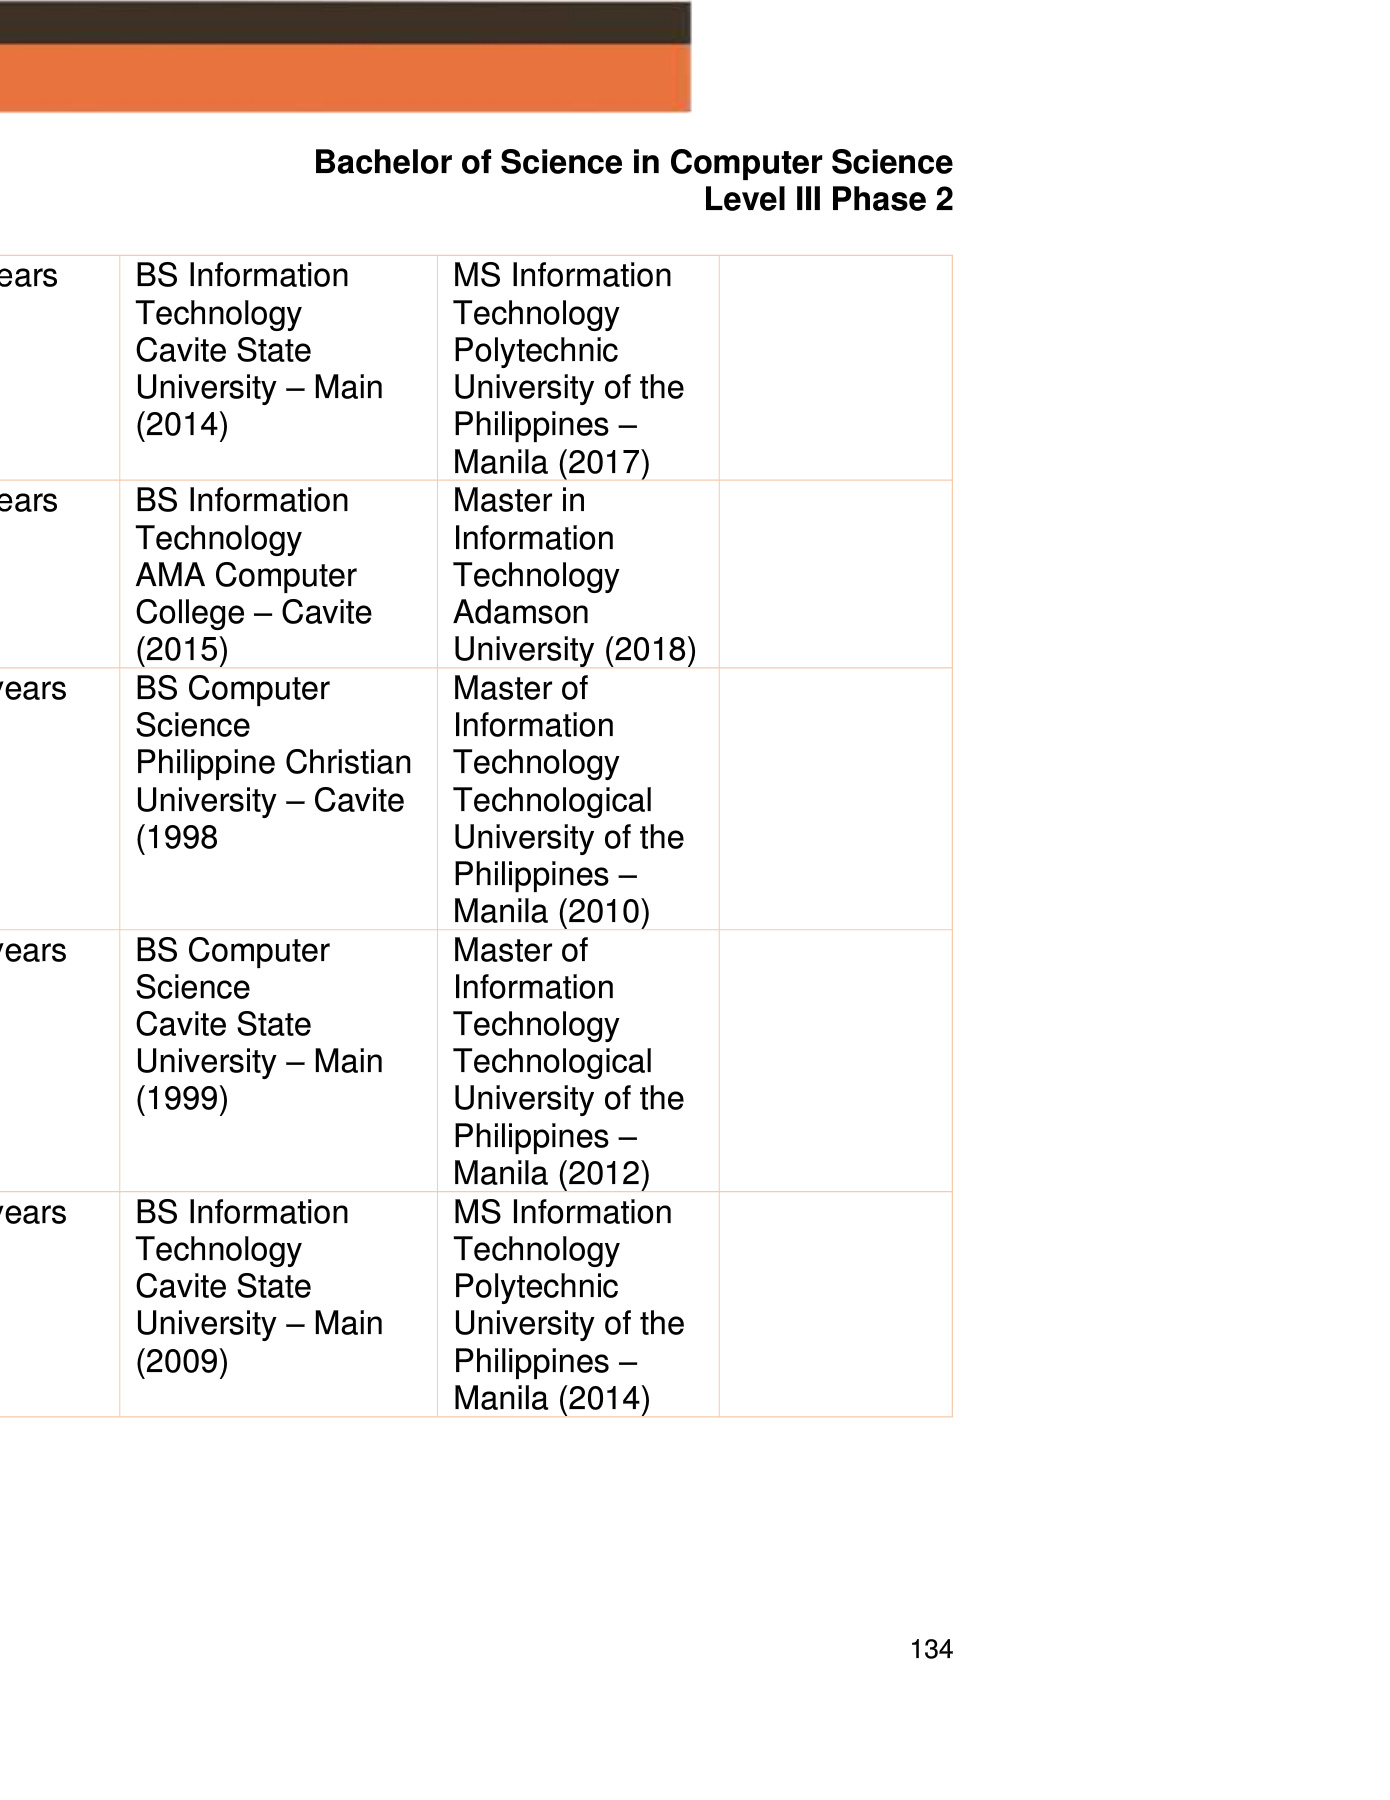 Bachelor of Science in Computer Science
Level III Phase 2
ears
BS Information
Technology
Cavite State
University – Main
(2014)
MS Information
Technology
Polytechnic
University of the
Philippines –
Manila (2017)
ears
BS Information
Technology
AMA Computer
College – Cavite
(2015)
Master in
Information
Technology
Adamson
University (2018)
years
BS Computer
Science
Philippine Christian
University – Cavite
(1998
Master of
Information
Technology
Technological
University of the
Philippines –
Manila (2010)
years
BS Computer
Science
Cavite State
University – Main
(1999)
Master of
Information
Technology
Technological
University of the
Philippines –
Manila (2012)
years
BS Information
Technology
Cavite State
University – Main
(2009)
MS Information
Technology
Polytechnic
University of the
Philippines –
Manila (2014)
134